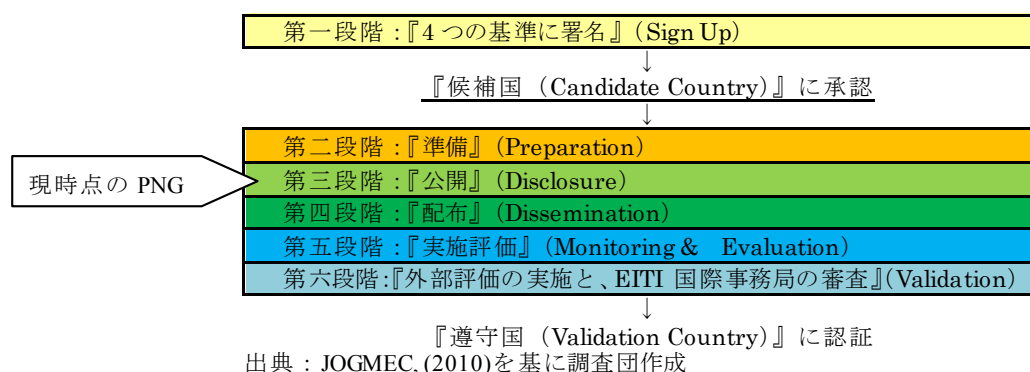 第一段階：『4つの基準に署名』（Sign Up）
↓
『候補国（Candidate Country）』に承認
↓
第二段階：『準備』（Preparation）
現時点の PNG
第三段階：『公開』（Disclosure）
第四段階：『配布』（Dissemination）
第五段階：『実施評価』（Monitoring & Evaluation）
第六段階：『外部評価の実施と、EITI 国際事務局の審査』（Validation）
↓
『遵守国（Validation Country）』に認証
出典：JOGMEC, (2010)を基に調査団作成